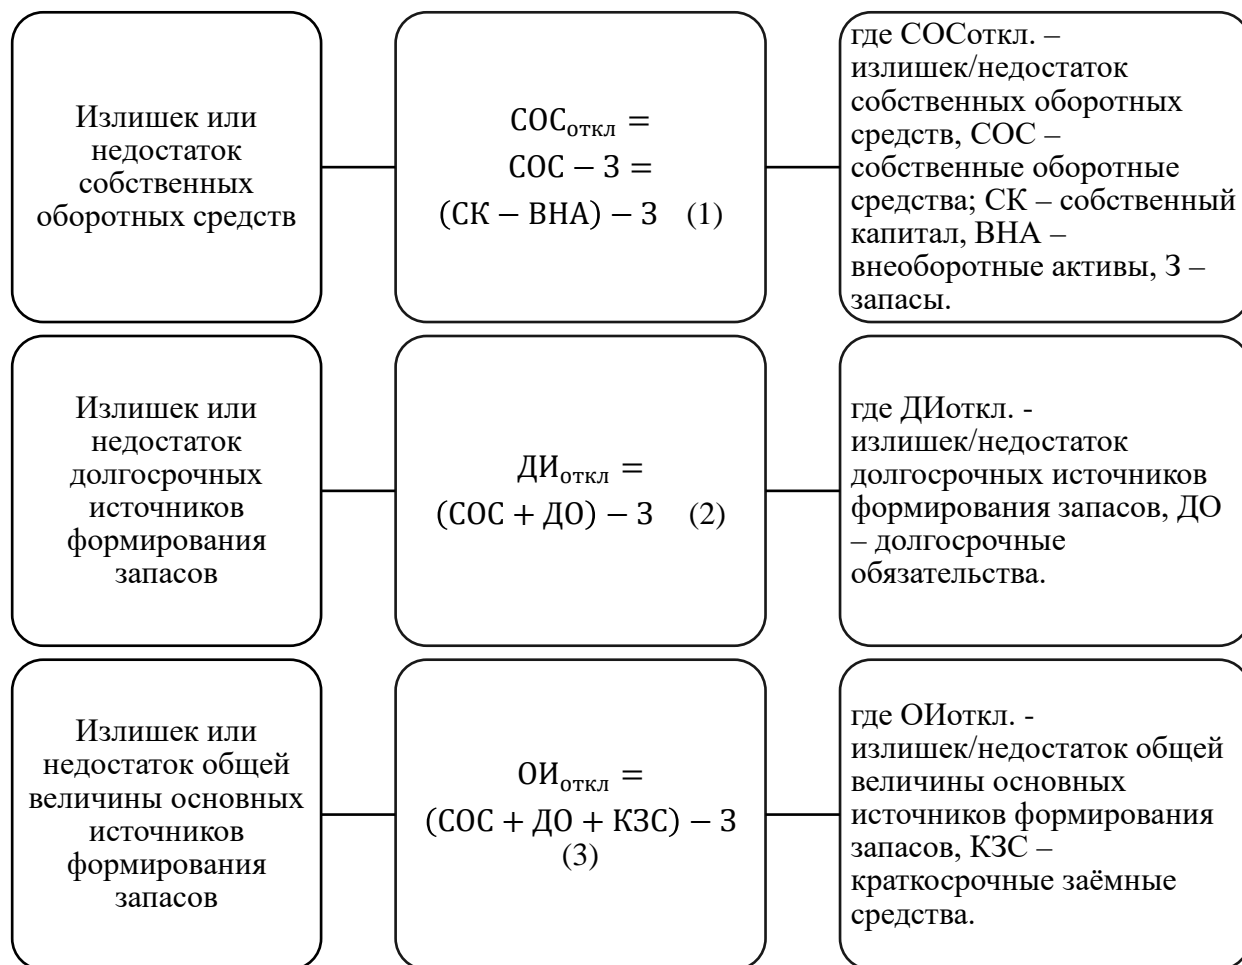 Излишек или
недостаток
собственных
оборотных средств
СОСоткл =
СОС − З =
(СК − ВНА) − З (1)
где СОСоткл. –
излишек/недостаток
собственных оборотных
средств, СОС –
собственные оборотные
средства; СК – собственный
капитал, ВНА –
внеоборотные активы, З –
запасы.
Излишек или
недостаток
долгосрочных
источников
формирования
запасов
ДИоткл =
(СОС + ДО) − З (2)
где ДИоткл. -
излишек/недостаток
долгосрочных источников
формирования запасов, ДО
– долгосрочные
обязательства.
Излишек или
недостаток общей
величины основных
источников
формирования
запасов
ОИоткл =
(СОС + ДО + КЗС) − З
(3)
где ОИоткл. -
излишек/недостаток общей
величины основных
источников формирования
запасов, КЗС –
краткосрочные заёмные
средства.